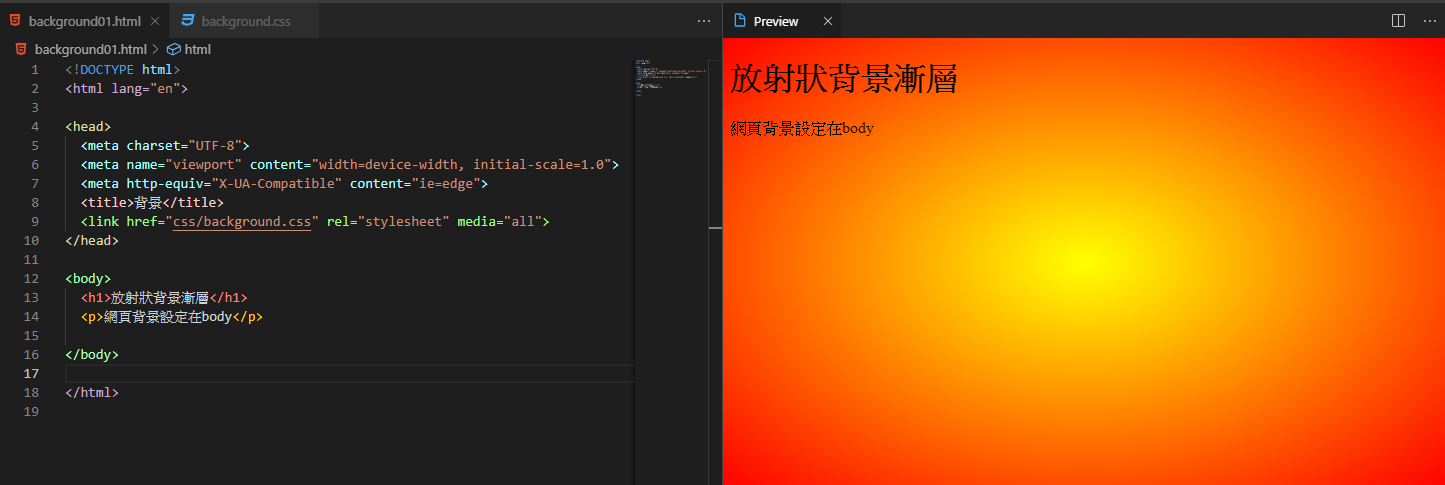 background01.html
background.css
background01.html > html
1 <!DOCTYPE html>
2 <html lang="en">
3
4 <head>
5 <meta charset="UTF-8">
6 <meta name="viewport" content="width=device-width, initial-scale=1.0">
7 <meta http-equiv="X-UA-Compatible" content="ie=edge">
8 <title>背景</title>
9 <link href="css/background.css" rel="stylesheet" media="all">
10 </head>
11
12 <body>
13 <h1>放射狀背景漸層</h1>
14 <p>網頁背景設定在body</p>
15
16 </body>
17
18 </html>
19
Preview
放射狀背景漸層
網頁背景設定在body